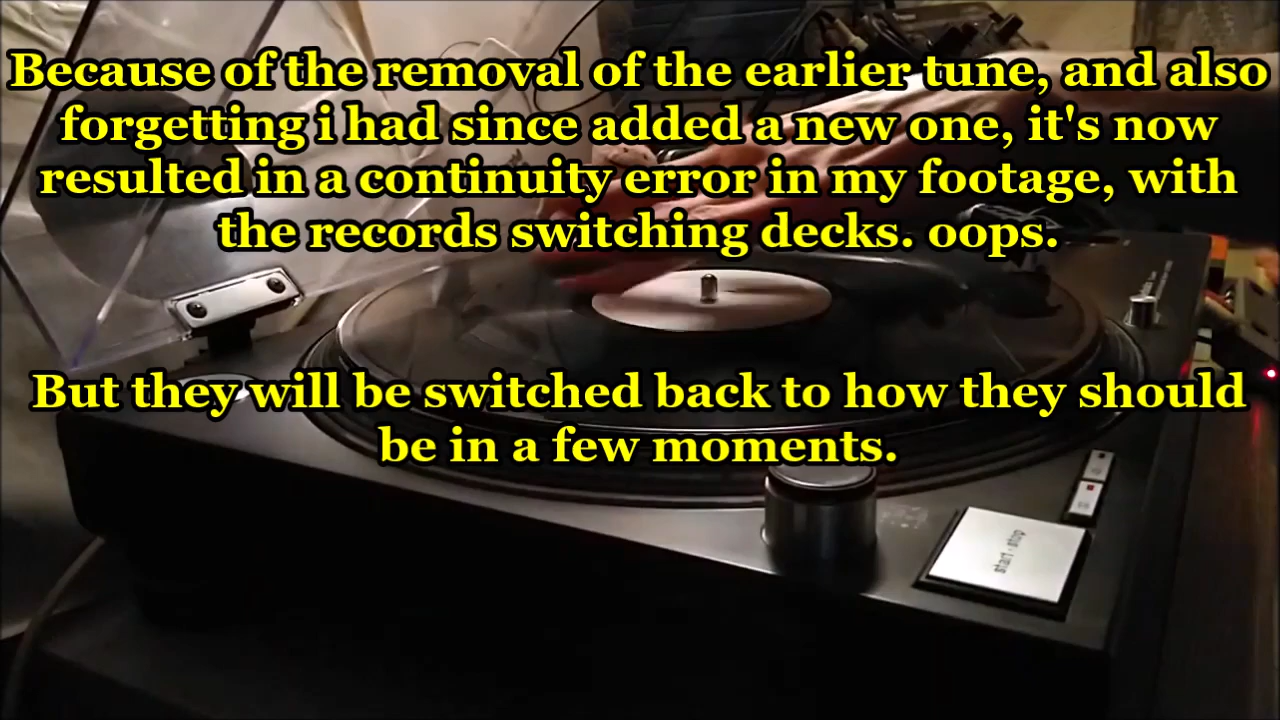 Because of the removal of the earlier tune, and also
forgetting i had since added a new one, it's now
resulted in a continuity error in my footage, with
the records switching decks. oops.
But they will be switched back to how they should
be in a few moments.
start · stop